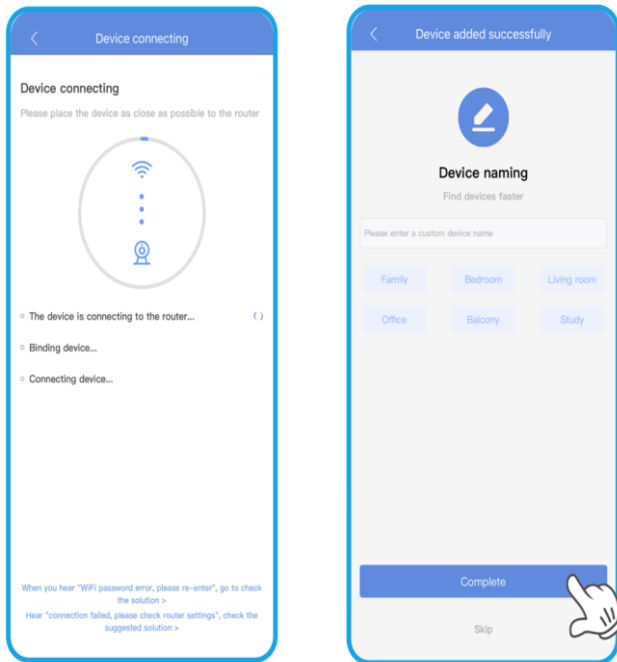 Device connecting
Device connecting
Please place the device as close as possible to the router
The device is connecting to the router...
Binding device...
Connecting device...
When you hear "WiFi password error, please re-enter", go to check
the solution >
Hear "connection failed, please check router settings", check the
suggested solution >
Device added successfully
Device naming
Find devices faster
Please enter a custom device name
Family Bedroom Living room
Office Balcony Study
Complete
Skip